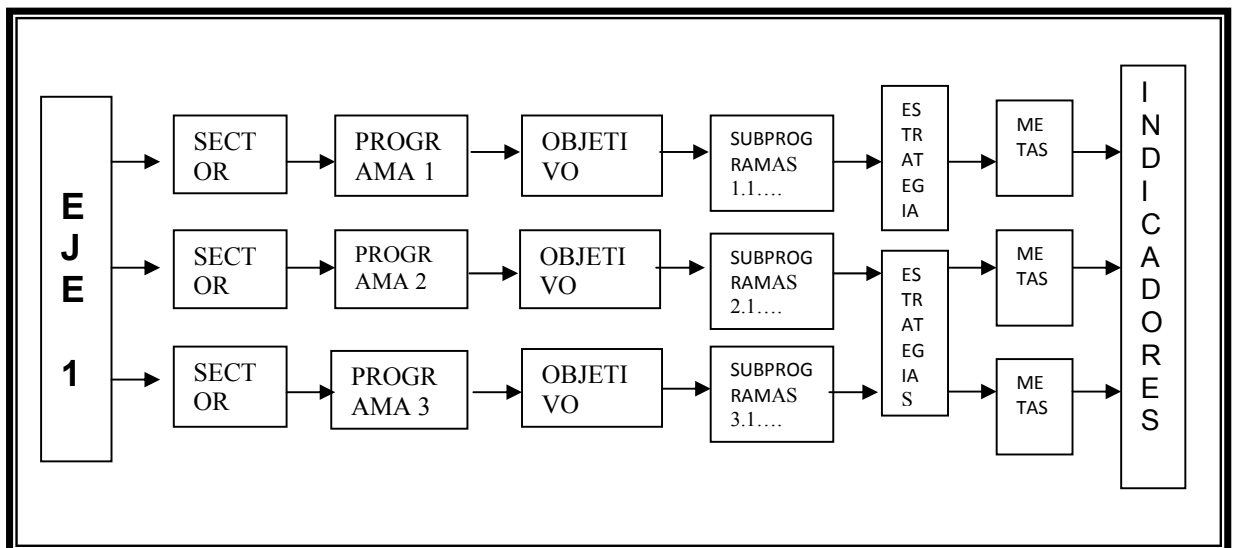 E
J
E
1
SECT
OR
PROGR
AMA 1
OBJETI
VO
SUBPROG
RAMAS
1.1....
ES
TR
AT
EG
IA
ME
TAS
SECT
OR
PROGR
AMA 2
OBJETI
VO
SUBPROG
RAMAS
2.1....
ES
TR
AT
EG
IA
S
ME
TAS
SECT
OR
PROGR
AMA 3
OBJETI
VO
SUBPROG
RAMAS
3.1....
ME
TAS
I
N
D
I
C
A
D
O
R
E
S